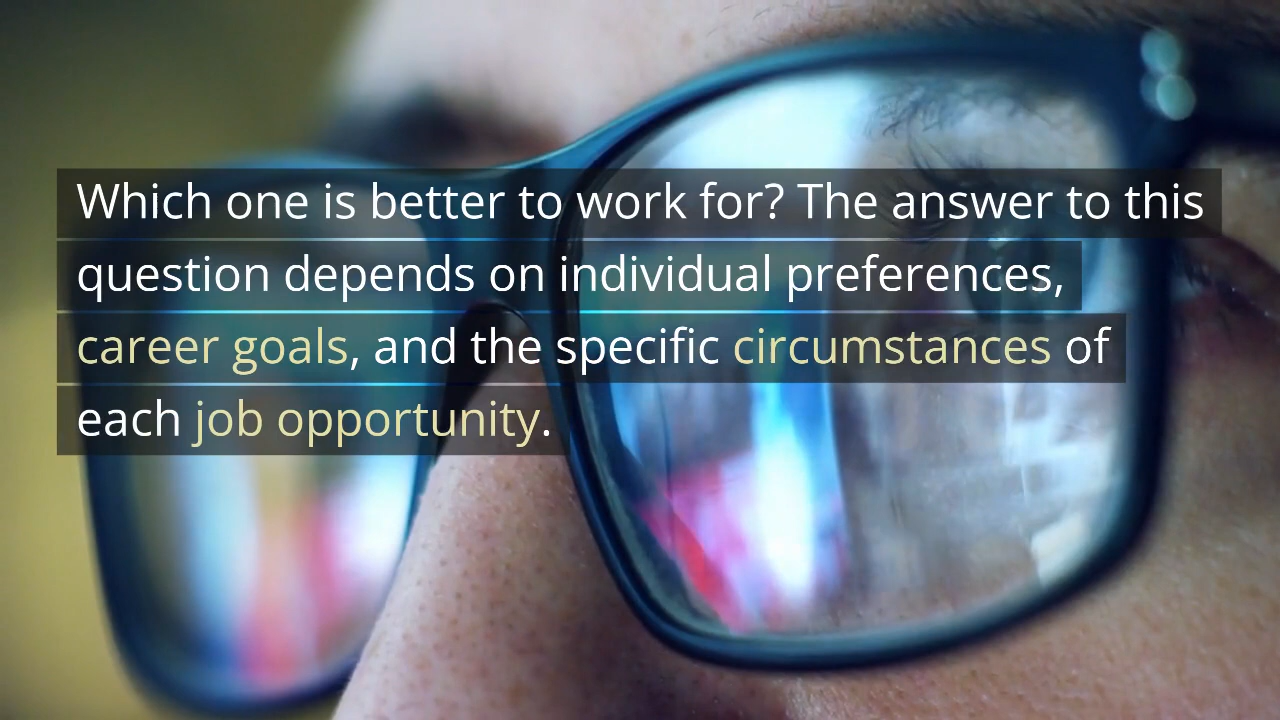 Which one is better to work for? The answer to this
question depends on individual preferences,
career goals, and the specific circumstances of
each job opportunity.